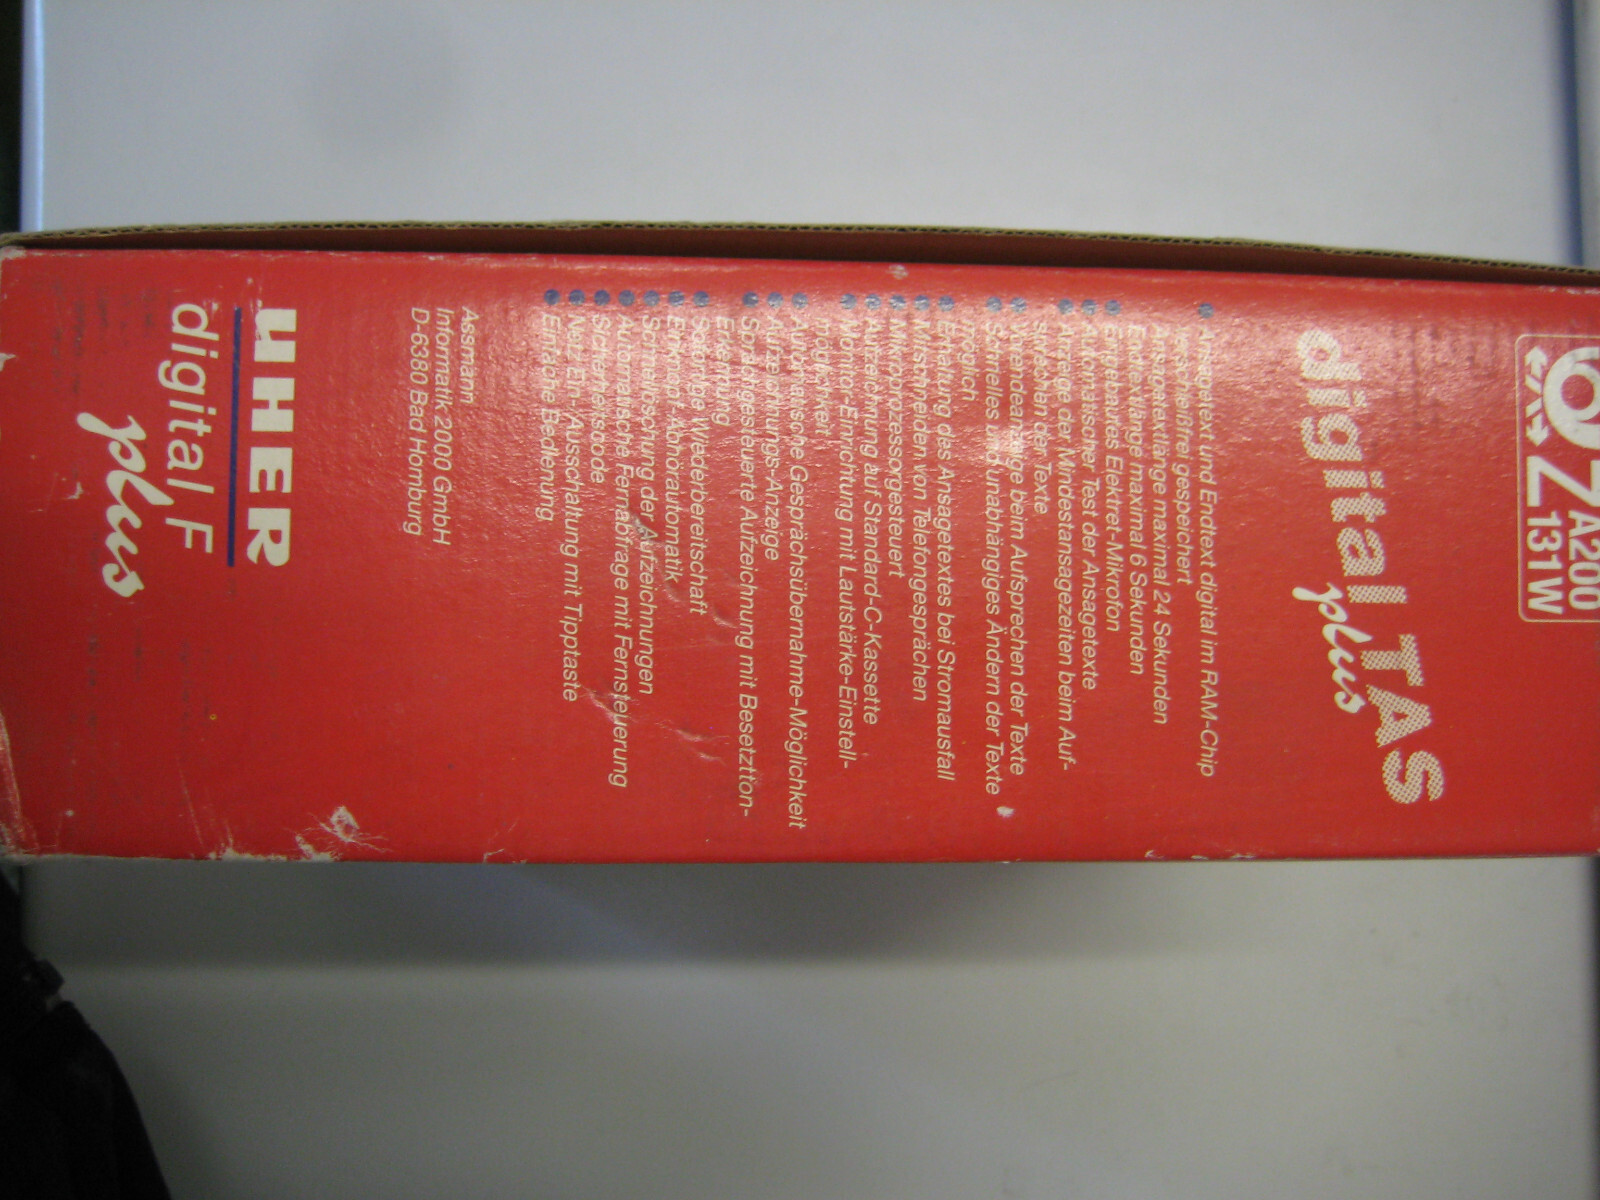 A200
Z 131W
digital TAS
plus
Ansagetext und Endtext digital im RAM-Chip
verschleißfrei gespeichert
Ansagetextlänge maximal 24 Sekunden
Endtextlänge maximal 6 Sekunden
Eingebautes Elektret-Mikrofon
Automatischer Test der Ansagetexte
Anzeige der Mindestansagezeiten beim Auf-
sprechen der Texte
beim Aufsprechen der Texte
Schnelles unabhängiges Ändern der Texte
möglich
Erhaltung des Ansagetextes bei Stromausfall
Mitschneiden von Telefongesprächen
Mikroprozessorgesteuert
Aufzeichnung auf Standard-C-Kassette
Monitor-Einrichtung mit Lautstärke-Einstell-
möglichkeit
Automatische Gesprächsübernahme-Möglichkeit
Aufzeichnungs-Anzeige
Sprachgesteuerte Aufzeichnung mit Besetztton-
Erkennung
Wiederbereitschaft
Abhörautomatik
Schnellöschung der Aufzeichnungen
Automatische Fernabfrage mit Fernsteuerung
Sicherheitscode
Netz Ein-/Ausschaltung mit Tipptaste
Einfache Bedienung
Assmann
Informatik 2000 GmbH
D-6380 Bad Homburg
UHER
digital F
plus